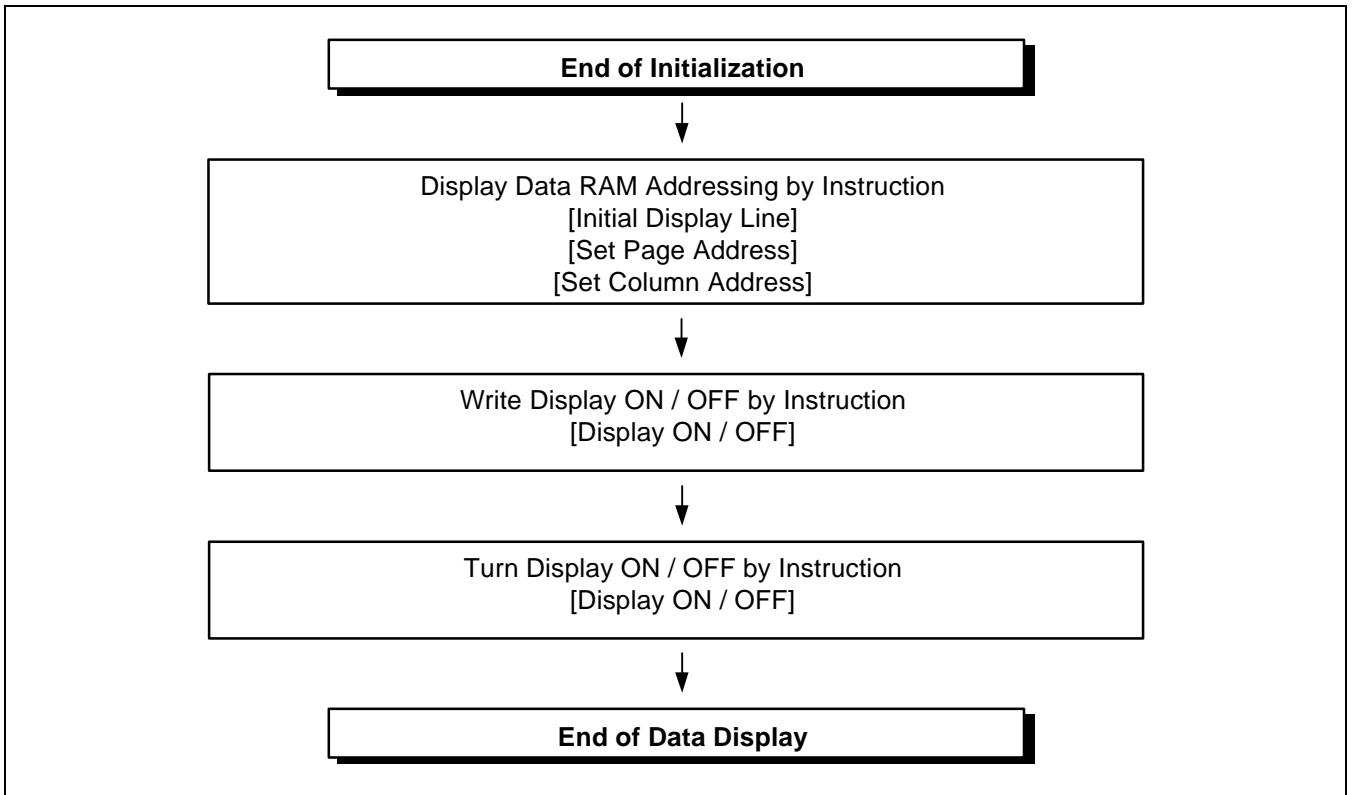 End of Initialization
Display Data RAM Addressing by Instruction
[Initial Display Line]
[Set Page Address]
[Set Column Address]
Write Display ON / OFF by Instruction
[Display ON / OFF]
Turn Display ON / OFF by Instruction
[Display ON / OFF]
End of Data Display